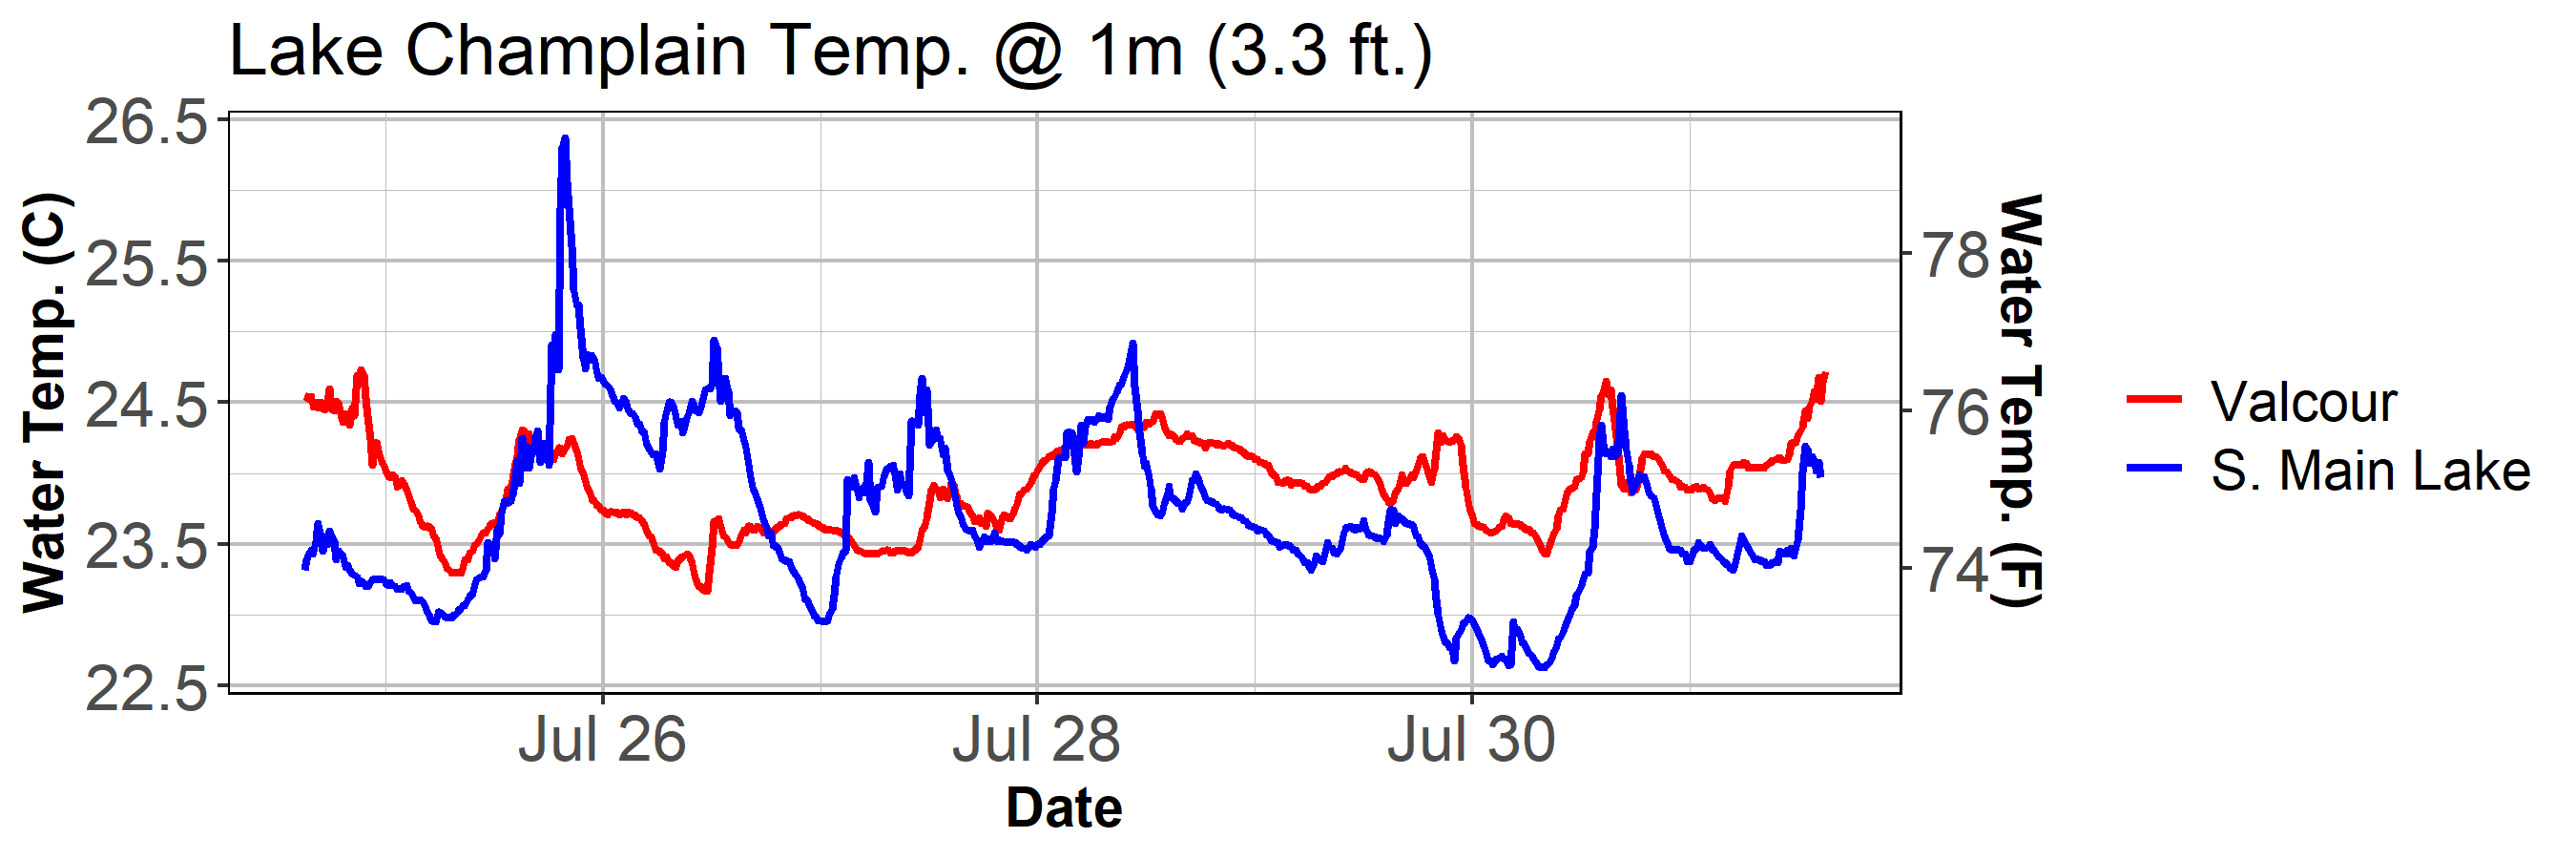 Lake Champlain Temp. @ 1m (3.3 ft.)
Water Temp. (C)
26.5
25.5
24.5
23.5
22.5
Jul 26
Jul 28
Jul 30
Date
78
76
74
Water Temp. (F)
Valcour
S. Main Lake